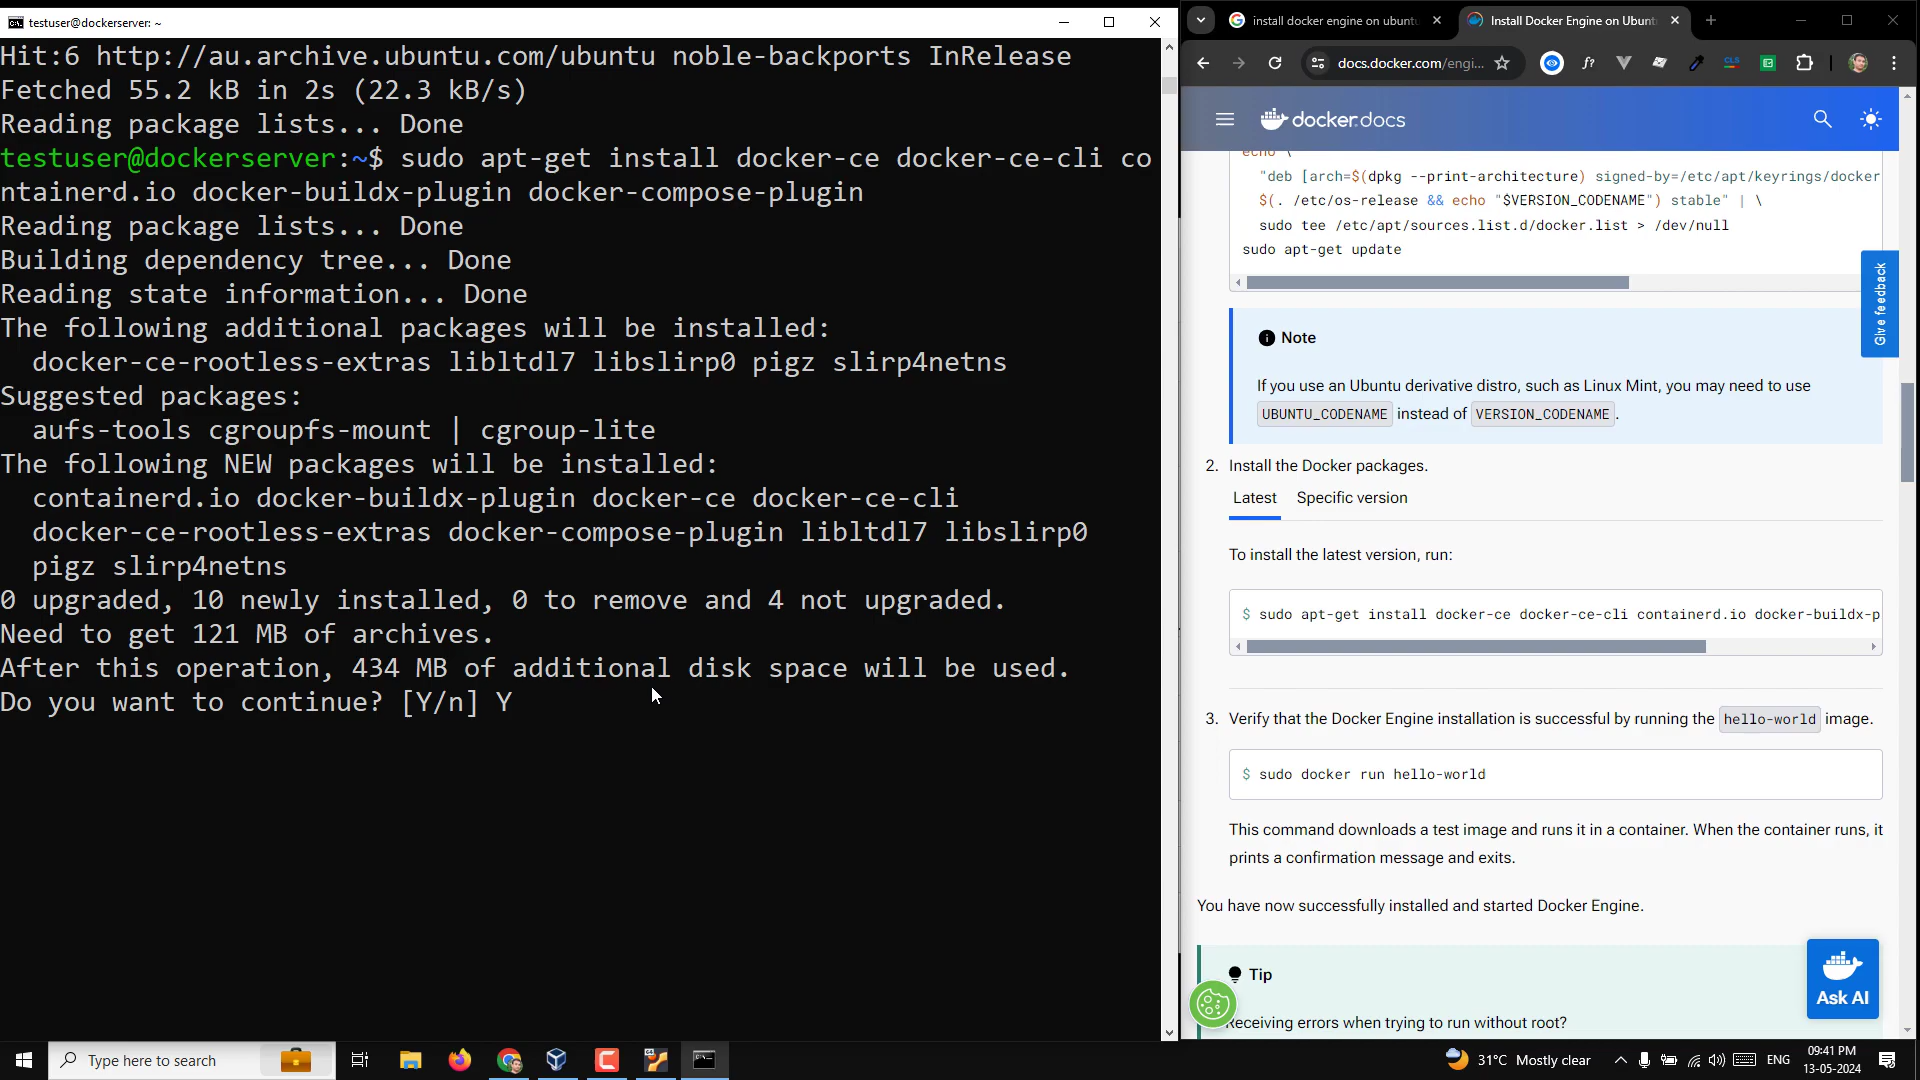 testuser@dockerserver: ~
Hit:6 http://au.archive.ubuntu.com/ubuntu noble-backports InRelease
Fetched 55.2 kB in 2s (22.3 kB/s)
Reading package lists... Done
testuser@dockerserver:~$ sudo apt-get install docker-ce docker-ce-cli co
ntainerd.io docker-buildx-plugin docker-compose-plugin
Reading package lists... Done
Building dependency tree... Done
Reading state information... Done
The following additional packages will be installed:
docker-ce-rootless-extras libltdl7 libslirp0 pigz slirp4netns
Suggested packages:
aufs-tools cgroupfs-mount | cgroup-lite
The following NEW packages will be installed:
containerd.io docker-buildx-plugin docker-ce docker-ce-cli
docker-ce-rootless-extras docker-compose-plugin libltdl7 libslirp0
pigz slirp4netns
0 upgraded, 10 newly installed, 0 to remove and 4 not upgraded.
Need to get 121 MB of archives.
After this operation, 434 MB of additional disk space will be used.
Do you want to continue? [Y/n] Y
install docker engine on ubuntu
Install Docker Engine on Ubuntu
docs.docker.com/engi...
f?
CLS
docker.docs
echo \
"deb [arch=$(dpkg --print-architecture) signed-by=/etc/apt/keyrings/docker
$(. /etc/os-release && echo "$VERSION_CODENAME") stable" | \
sudo tee /etc/apt/sources.list.d/docker.list > /dev/null
sudo apt-get update
Give feedback
Note
If you use an Ubuntu derivative distro, such as Linux Mint, you may need to use
UBUNTU_CODENAME instead of VERSION_CODENAME.
2. Install the Docker packages.
Latest Specific version
To install the latest version, run:
$ sudo apt-get install docker-ce docker-ce-cli containerd.io docker-buildx-p
3. Verify that the Docker Engine installation is successful by running the hello-world image.
$ sudo docker run hello-world
This command downloads a test image and runs it in a container. When the container runs, it
prints a confirmation message and exits.
You have now successfully installed and started Docker Engine.
Tip
Receiving errors when trying to run without root?
Ask AI
Type here to search
31°C Mostly clear
ENG
09:41 PM
13-05-2024